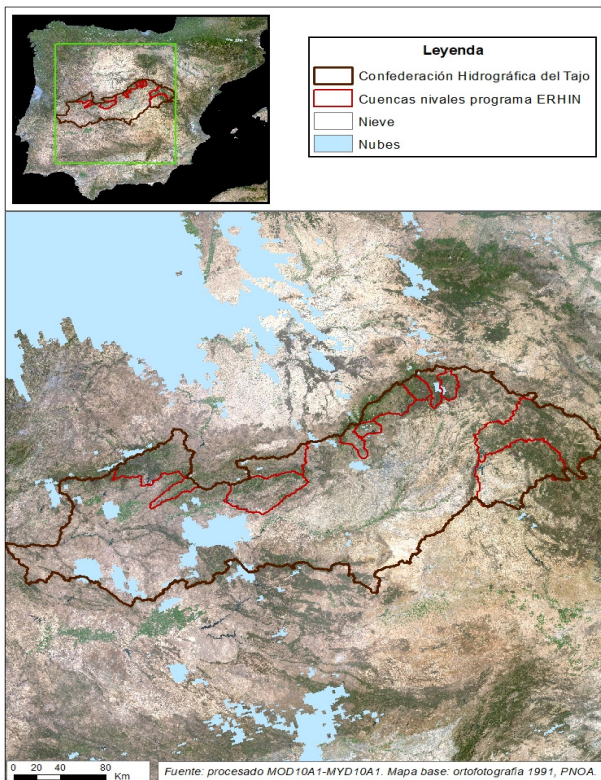 Leyenda
Confederación Hidrográfica del Tajo
Cuencas nivales programa ERHIN
Nieve
Nubes
0 20 40 80
Km
Fuente: procesado MOD10A1-MYD10A1. Mapa base: ortofotografía 1991, PNOA.